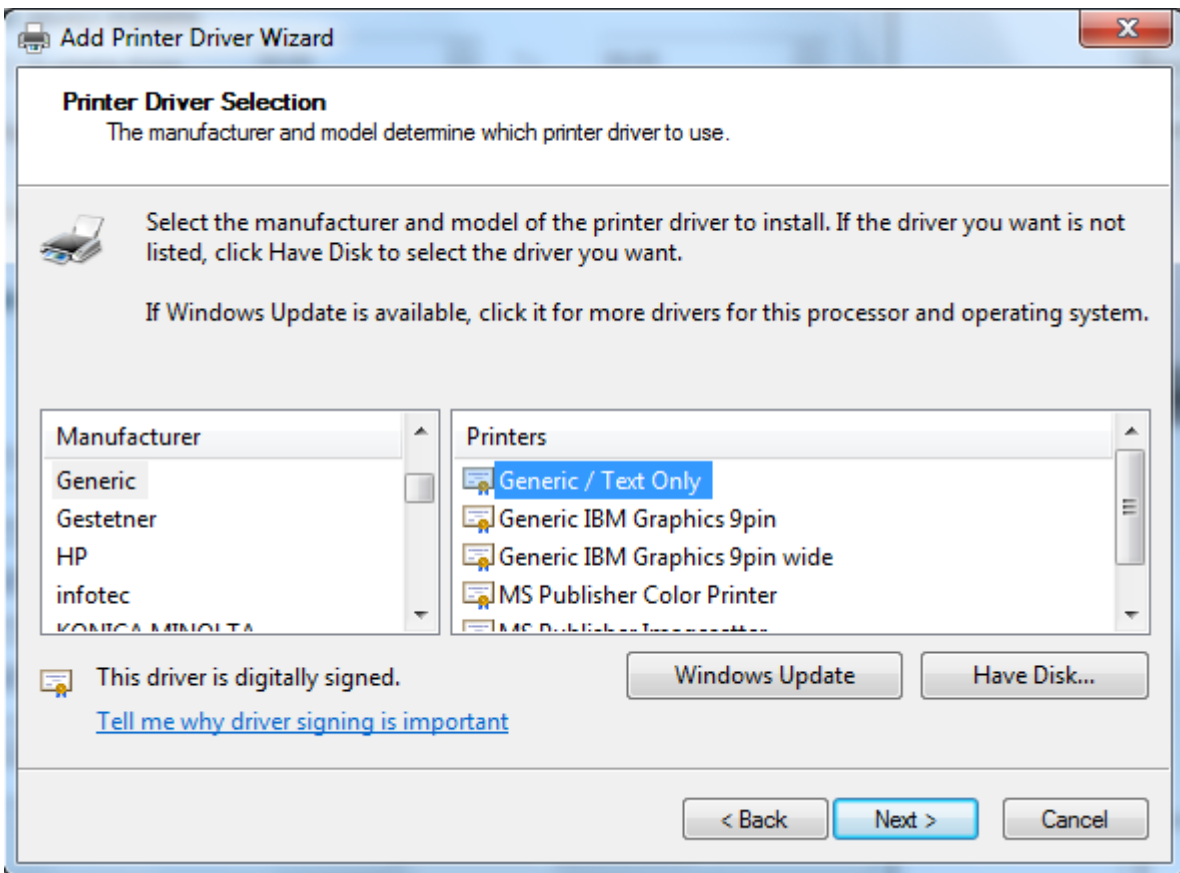 Add Printer Driver Wizard
Printer Driver Selection
The manufacturer and model determine which printer driver to use.
Select the manufacturer and model of the printer driver to install. If the driver you want is not
listed, click Have Disk to select the driver you want.
If Windows Update is available, click it for more drivers for this processor and operating system.
Manufacturer
Generic
Gestetner
HP
infotec
KONICA MINOLTA
Printers
Generic / Text Only
Generic IBM Graphics 9pin
Generic IBM Graphics 9pin wide
MS Publisher Color Printer
MS Publisher Imagesetter
This driver is digitally signed.
Tell me why driver signing is important
Windows Update
Have Disk...
< Back
Next >
Cancel